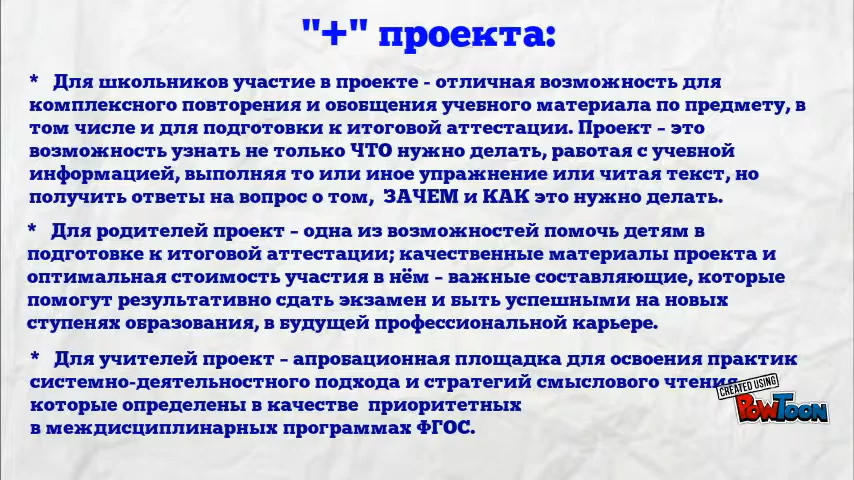 "+" проекта:
* Для школьников участие в проекте - отличная возможность для
комплексного повторения и обобщения учебного материала по предмету, в
том числе и для подготовки к итоговой аттестации. Проект – это
возможность узнать не только ЧТО нужно делать, работая с учебной
информацией, выполняя то или иное упражнение или читая текст, но
получить ответы на вопрос о том, ЗАЧЕМ и КАК это нужно делать.
* Для родителей проект – одна из возможностей помочь детям в
подготовке к итоговой аттестации; качественные материалы проекта и
оптимальная стоимость участия в нём – важные составляющие, которые
помогут результативно сдать экзамен и быть успешными на новых
ступенях образования, в будущей профессиональной карьере.
* Для учителей проект – апробационная площадка для освоения практик
системно-деятельностного подхода и стратегий смыслового чтения
которые определены в качестве приоритетных
в междисциплинарных программах ФГОС.
CREATED USING
POWTOON